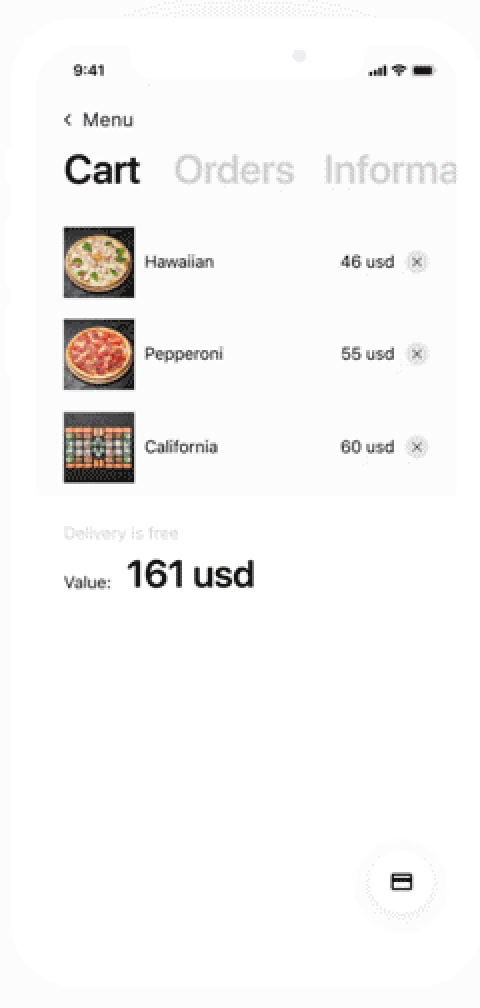 9:41
Menu
Cart Orders Informa
Hawaiian 46 usd
Pepperoni 55 usd
California 60 usd
Delivery is free
Value: 161 usd